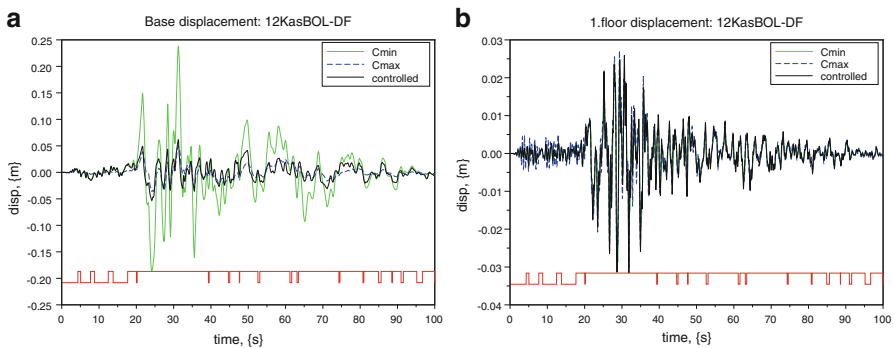 a
Base displacement: 12KasBOL-DF
0.25
0.20
0.15
0.10
0.05
0.00
-0.05
-0.10
-0.15
-0.20
-0.25
disp, {m}
Cmin
Cmax
controlled
0 10 20 30 40 50 60 70 80 90 100
time, {s}
b
1.floor displacement: 12KasBOL-DF
0.03
0.02
0.01
0.00
-0.01
-0.02
-0.03
-0.04
disp, {m}
Cmin
Cmax
controlled
0 10 20 30 40 50 60 70 80 90 100
time, {s}